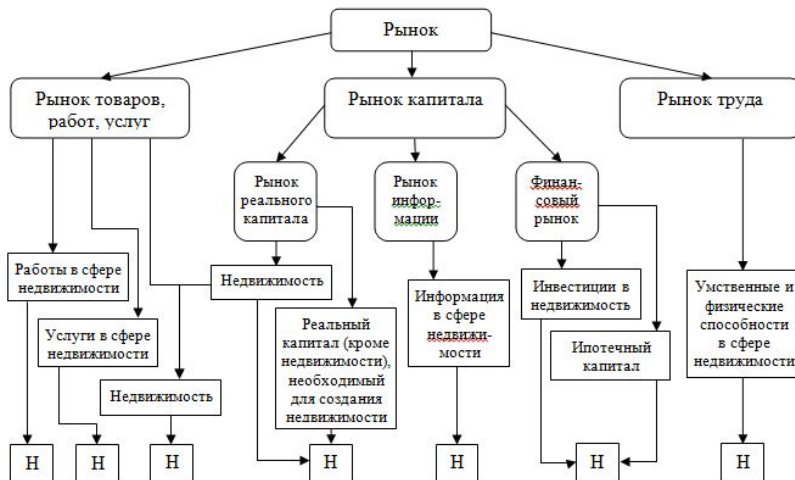 Рынок
Рынок товаров,
работ, услуг
Рынок капитала
Рынок труда
Рынок
реального
капитала
Рынок
инфор-
мации
Финан-
совый
рынок
Работы в сфере
недвижимости
Недвижимость
Информация
в сфере
недвижи-
мости
Инвестиции в
недвижимость
Умственные и
физические
способности
в сфере
недвижимости
Услуги в сфере
недвижимости
Реальный
капитал (кроме
недвижимости),
необходимый
для создания
недвижимости
Ипотечный
капитал
Недвижимость
Н
Н
Н
Н
Н
Н
Н